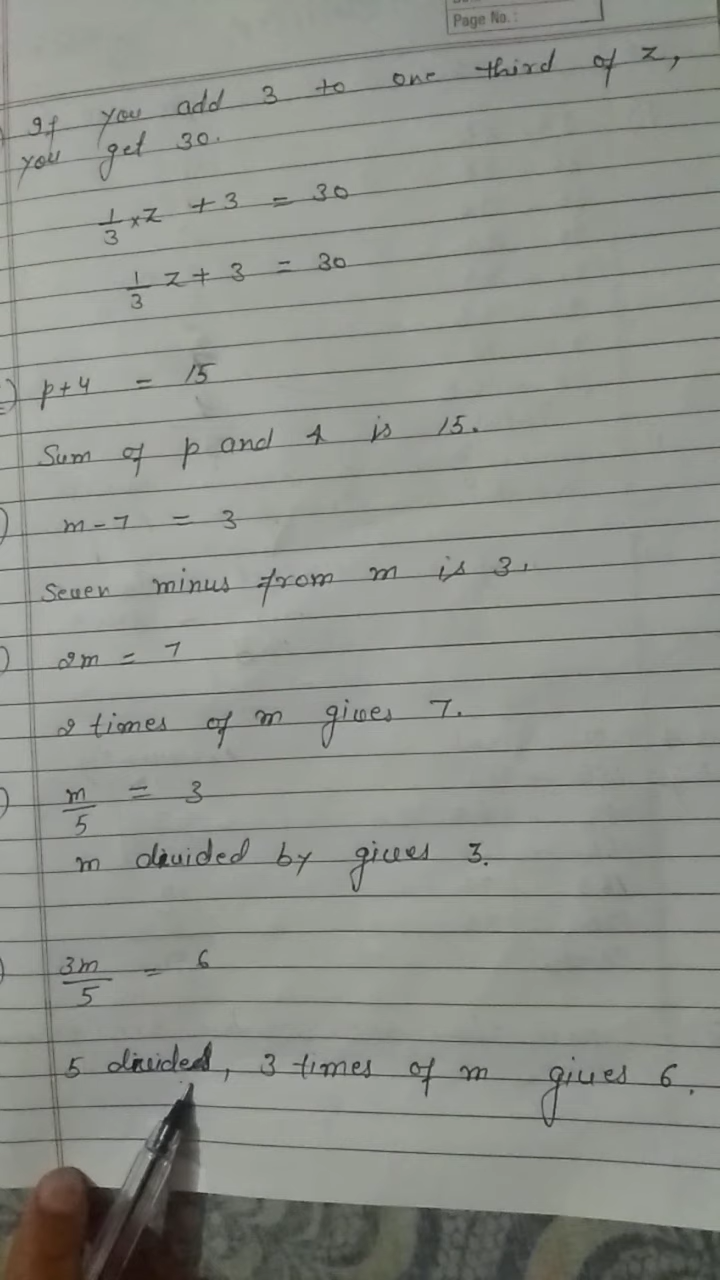 Page No.:
If you add 3 to one third of z,
you get 30.
1/3 × z + 3 = 30
1/3 z + 3 = 30
p+4 = 15
Sum of p and 4 is 15.
m-7 = 3
Seven minus from m is 3.
2m = 7
2 times of m gives 7.
m/5 = 3
m divided by gives 3.
3m/5 = 6
5 divided, 3 times of m gives 6.